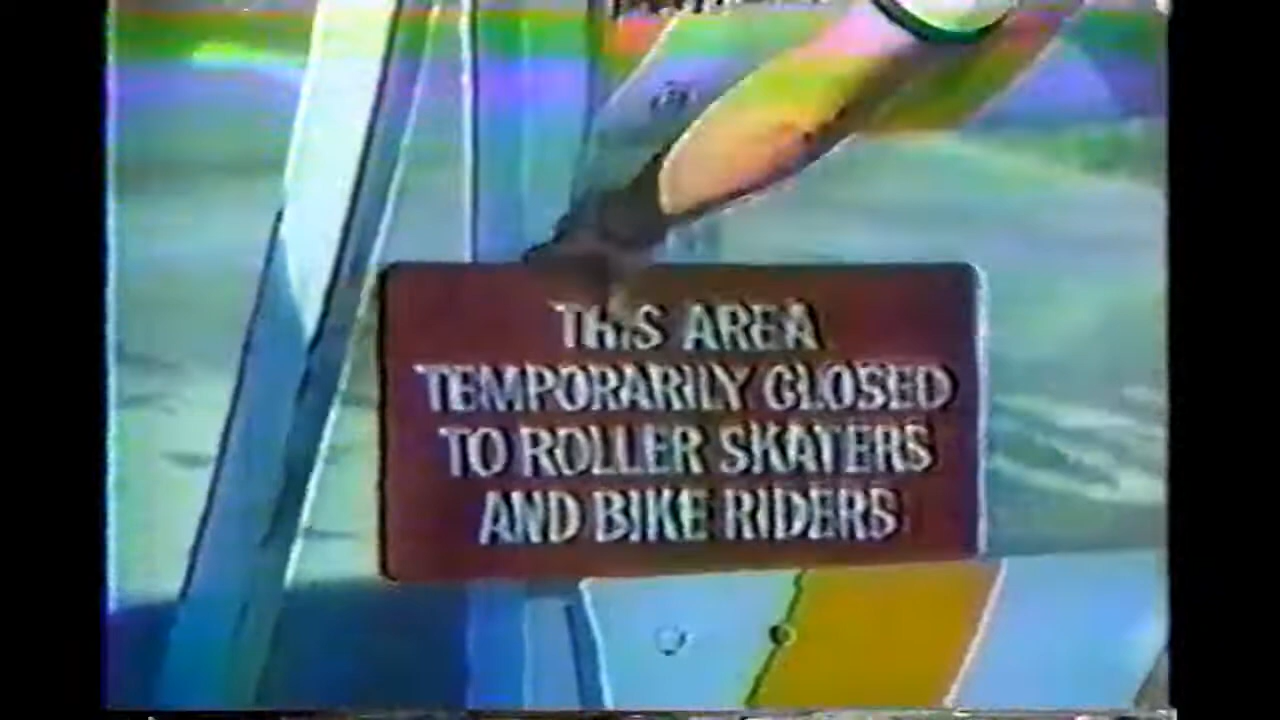 THIS AREA
TEMPORARILY CLOSED
TO ROLLER SKATERS
AND BIKE RIDERS